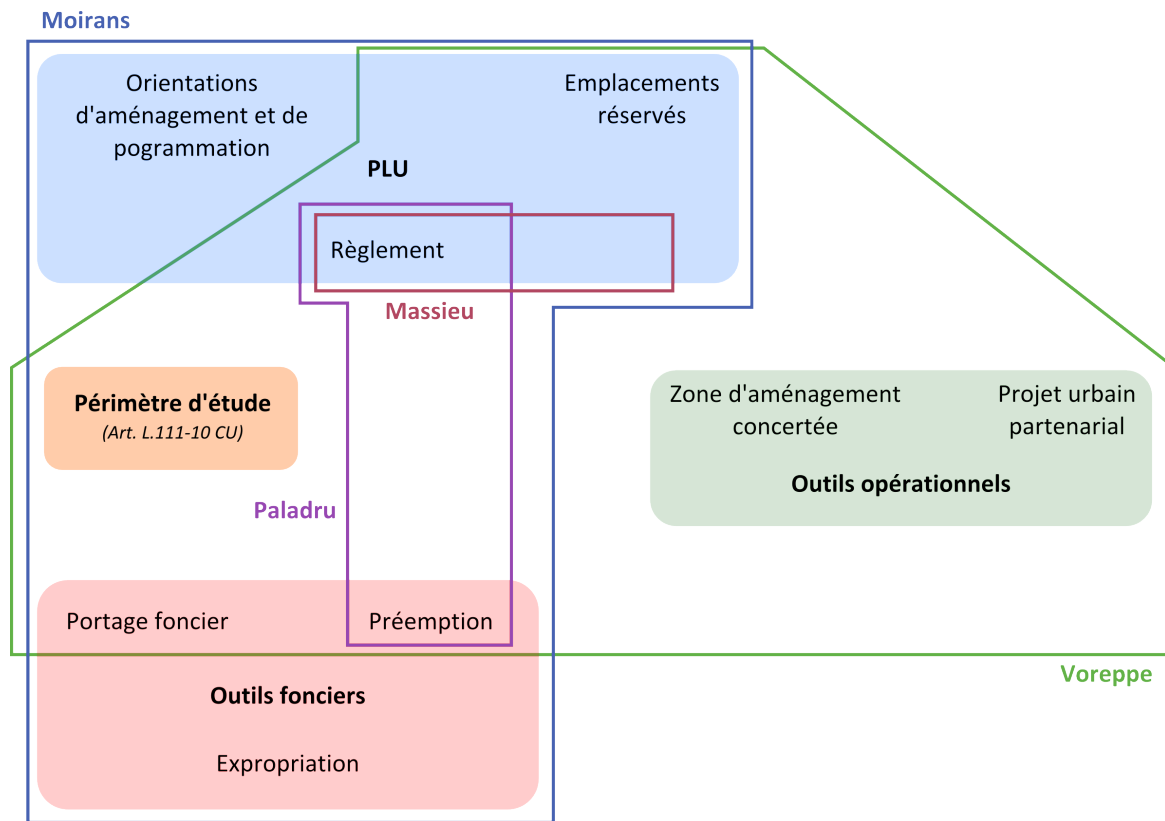 Moirans
Orientations
d'aménagement et de
pogrammation
Emplacements
réservés
PLU
Règlement
Massieu
Périmètre d'étude
(Art. L.111-10 CU)
Zone d'aménagement
concertée
Projet urbain
partenarial
Outils opérationnels
Paladru
Portage foncier
Préemption
Voreppe
Outils fonciers
Expropriation